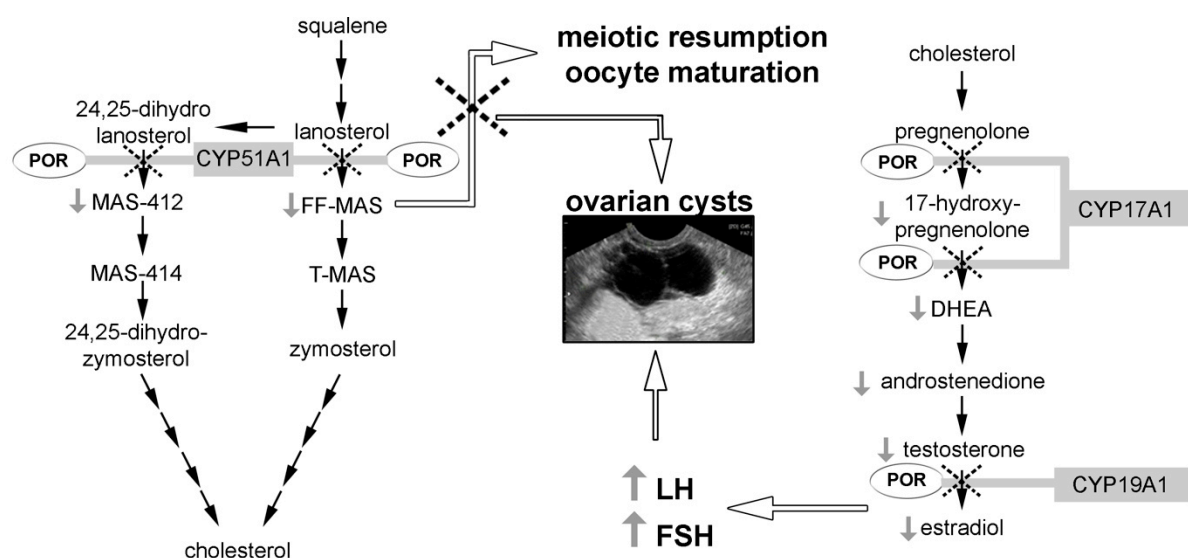 squalene
24,25-dihydro
lanosterol
lanosterol
POR
CYP51A1
POR
MAS-412
FF-MAS
MAS-414
T-MAS
24,25-dihydro-
zymosterol
zymosterol
cholesterol
meiotic resumption
oocyte maturation
ovarian cysts
LH
FSH
cholesterol
pregnenolone
POR
17-hydroxy-
pregnenolone
CYP17A1
POR
DHEA
androstenedione
testosterone
POR
CYP19A1
estradiol